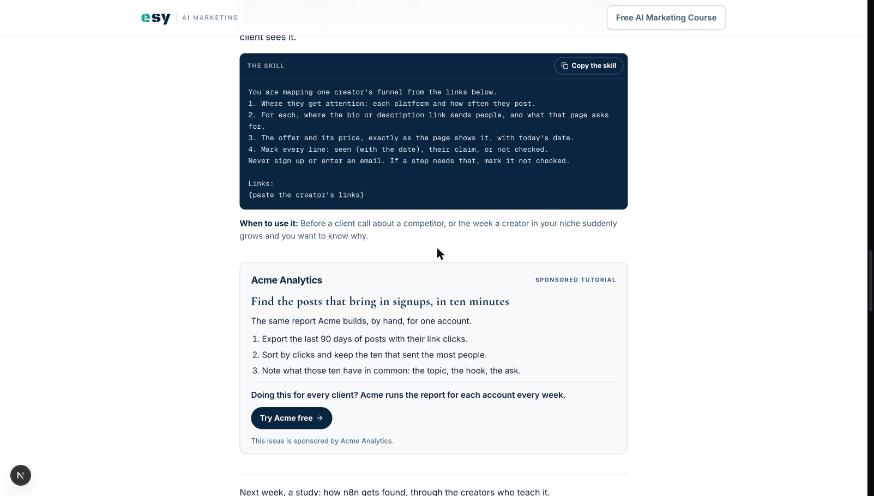 esy AI MARKETING
Free AI Marketing Course
client sees it.
THE SKILL
Copy the skill
You are mapping one creator's funnel from the links below.
1. Where they get attention: each platform and how often they post.
2. For each, where the bio or description link sends people, and what that page asks
for.
3. The offer and its price, exactly as the page shows it, with today's date.
4. Mark every line: seen (with the date), their claim, or not checked.
Never sign up or enter an email. If a step needs that, mark it not checked.
Links:
{paste the creator's links}
When to use it: Before a client call about a competitor, or the week a creator in your niche suddenly
grows and you want to know why.
Acme Analytics
SPONSORED TUTORIAL
Find the posts that bring in signups, in ten minutes
The same report Acme builds, by hand, for one account.
1. Export the last 90 days of posts with their link clicks.
2. Sort by clicks and keep the ten that sent the most people.
3. Note what those ten have in common: the topic, the hook, the ask.
Doing this for every client? Acme runs the report for each account every week.
Try Acme free →
This issue is sponsored by Acme Analytics.
N
Next week, a study: how n8n gets found, through the creators who teach it.